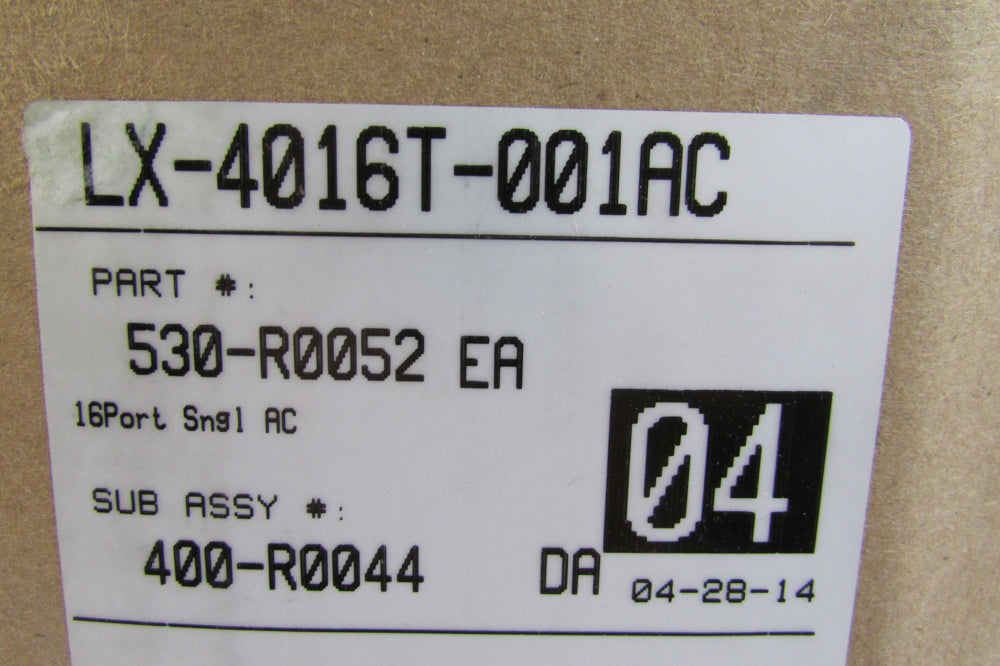 LX-4016T-001AC
PART #:
530-R0052 EA
16Port Sngl AC
04
SUB ASSY #:
400-R0044 DA 04-28-14